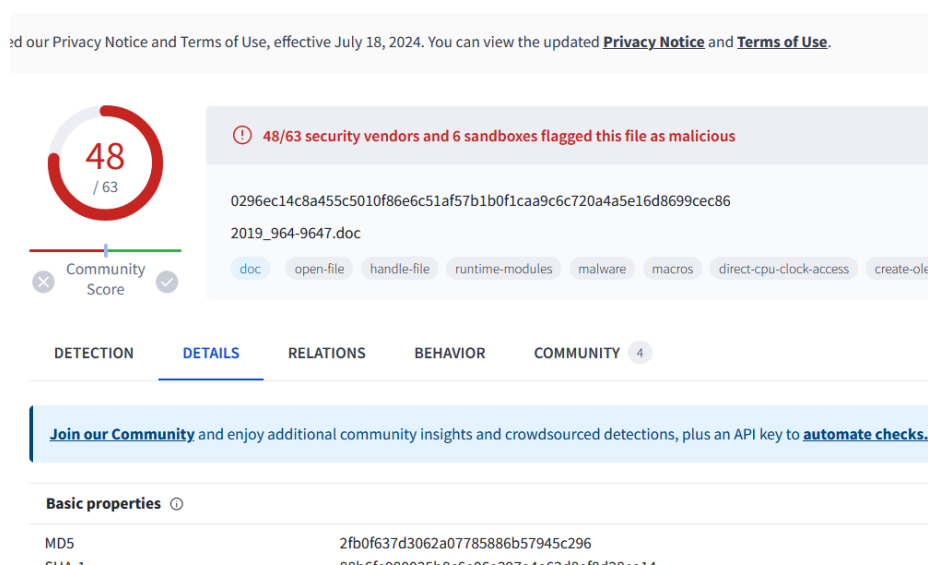 ed our Privacy Notice and Terms of Use, effective July 18, 2024. You can view the updated Privacy Notice and Terms of Use.
48
/ 63
Community
Score
48/63 security vendors and 6 sandboxes flagged this file as malicious
0296ec14c8a455c5010f86e6c51af57b1b0f1caa9c6c720a4a5e16d8699cec86
2019_964-9647.doc
doc open-file handle-file runtime-modules malware macros direct-cpu-clock-access create-ole
DETECTION DETAILS RELATIONS BEHAVIOR COMMUNITY 4
Join our Community and enjoy additional community insights and crowdsourced detections, plus an API key to automate checks.
Basic properties
MD5 2fb0f637d3062a07785886b57945c296
SHA-1